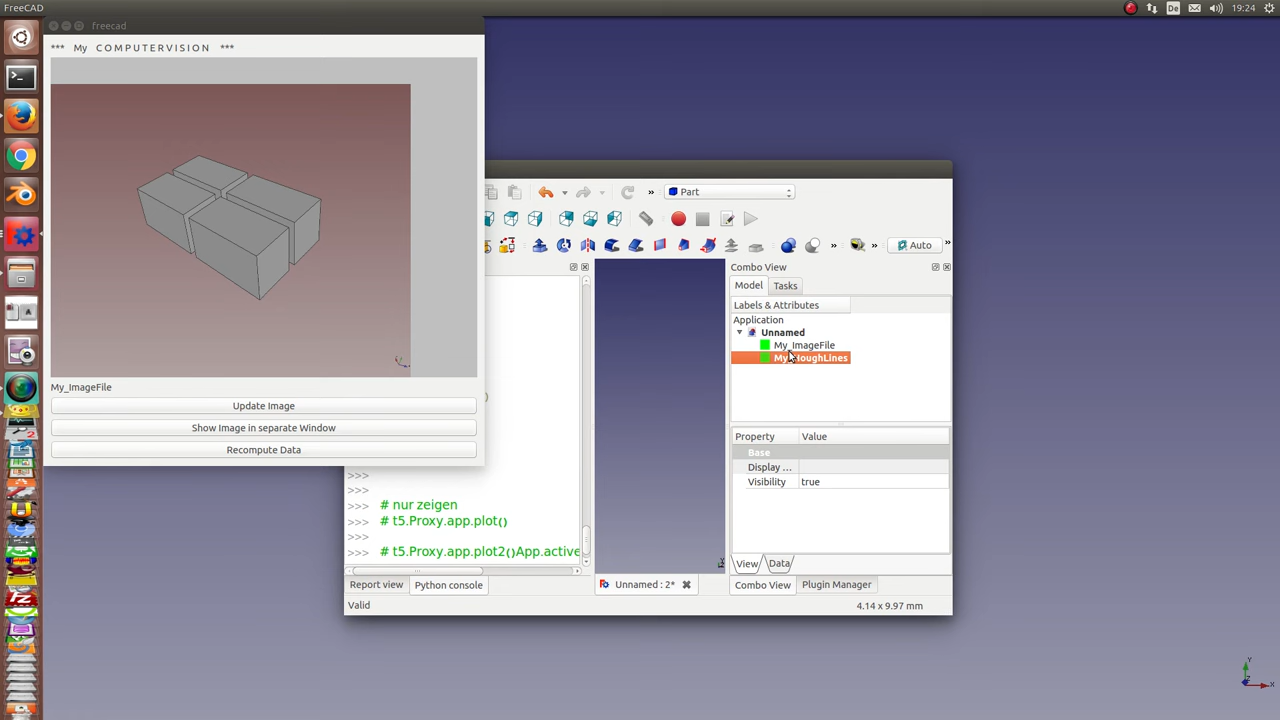 FreeCAD
De
19:24
freecad
*** My COMPUTERVISION ***
My_ImageFile
Update Image
Show Image in separate Window
Recompute Data
»
Part
»
»
Auto
»
>>>
>>> # nur zeigen
>>> # t5.Proxy.app.plot()
>>>
>>> # t5.Proxy.app.plot2()App.active
Report view
Python console
Valid
Unnamed : 2*
Combo View
Model
Tasks
Labels & Attributes
Application
Unnamed
My_ImageFile
My_HoughLines
Property
Value
Base
Display ...
Visibility
true
View
Data
Combo View
Plugin Manager
4.14 x 9.97 mm
Y
X